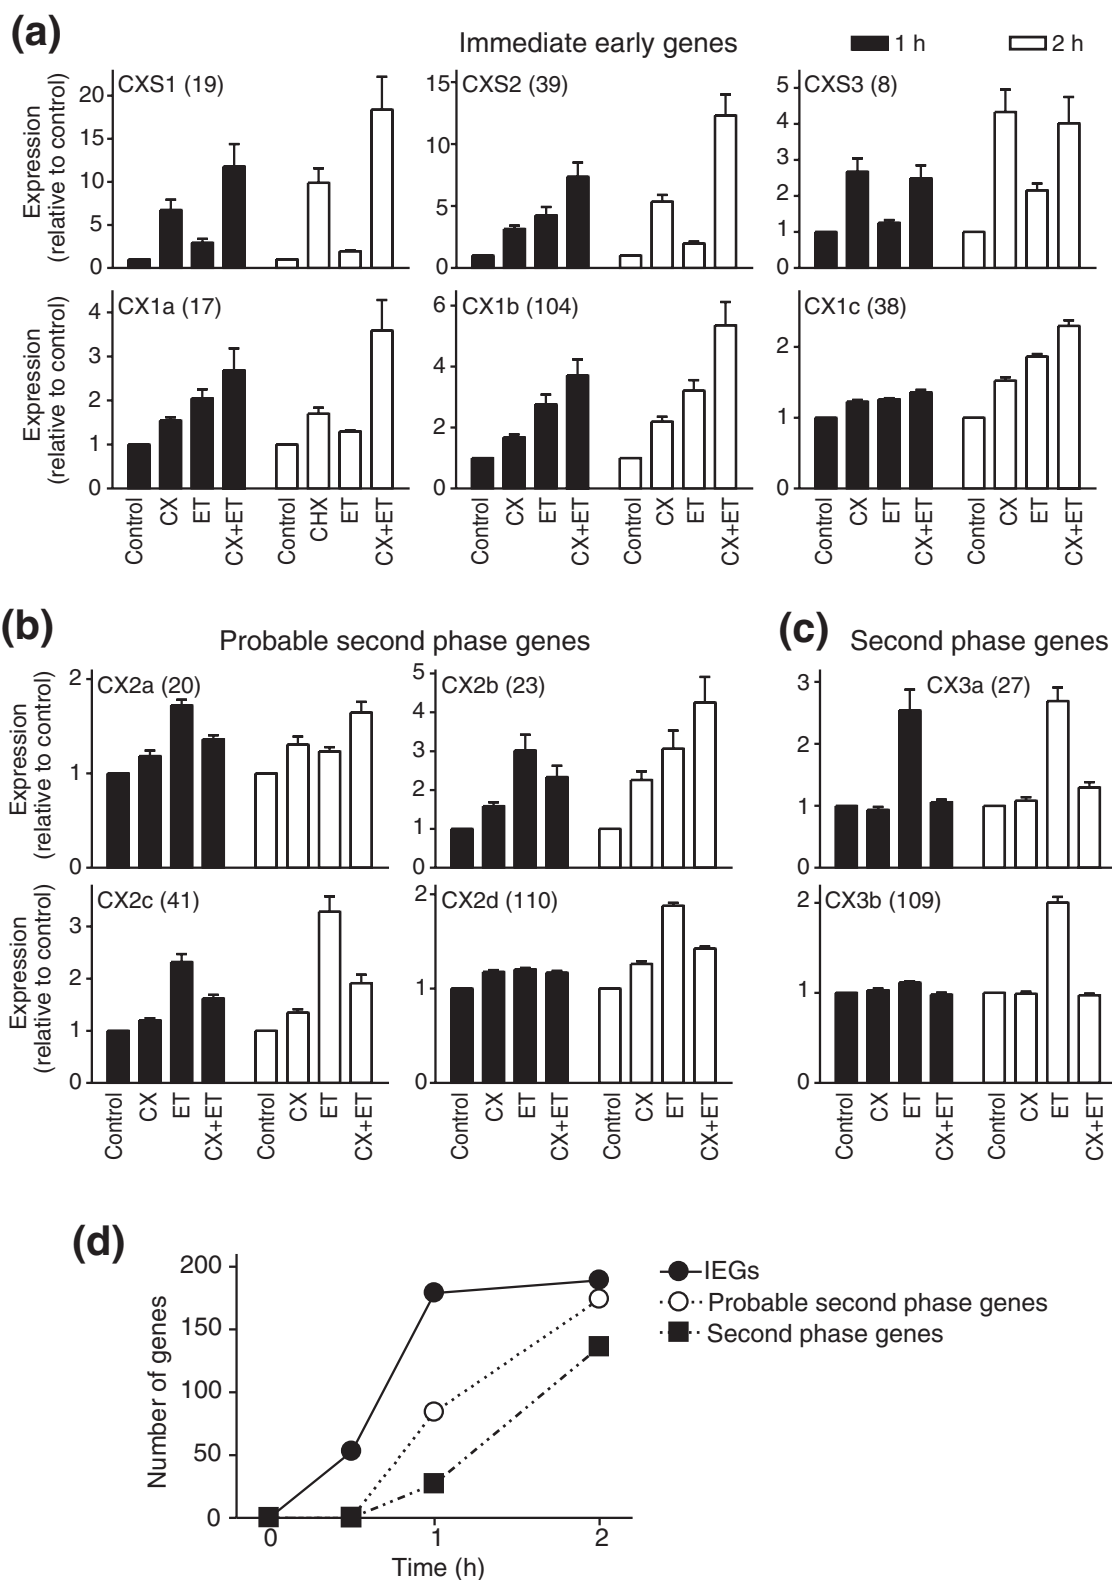 (a)
Immediate early genes
1 h
2 h
CXS1 (19)
CXS2 (39)
CXS3 (8)
Expression
(relative to control)
20
15
10
5
0
15
10
5
0
5
4
3
2
1
0
CX1a (17)
CX1b (104)
CX1c (38)
Expression
(relative to control)
4
3
2
1
0
6
4
2
0
2
1
0
Control
CX
ET
CX+ET
Control
CHX
ET
CX+ET
Control
CX
ET
CX+ET
Control
CX
ET
CX+ET
Control
CX
ET
CX+ET
Control
CX
ET
CX+ET
(b)
Probable second phase genes
CX2a (20)
CX2b (23)
Expression
(relative to control)
2
1
0
5
4
3
2
1
0
CX2c (41)
CX2d (110)
Expression
(relative to control)
3
2
1
0
2
1
0
Control
CX
ET
CX+ET
Control
CX
ET
CX+ET
Control
CX
ET
CX+ET
Control
CX
ET
CX+ET
(c)
Second phase genes
CX3a (27)
3
2
1
0
CX3b (109)
2
1
0
Control
CX
ET
CX+ET
Control
CX
ET
CX+ET
(d)
Number of genes
200
150
100
50
0
0
1
2
Time (h)
IEGs
Probable second phase genes
Second phase genes